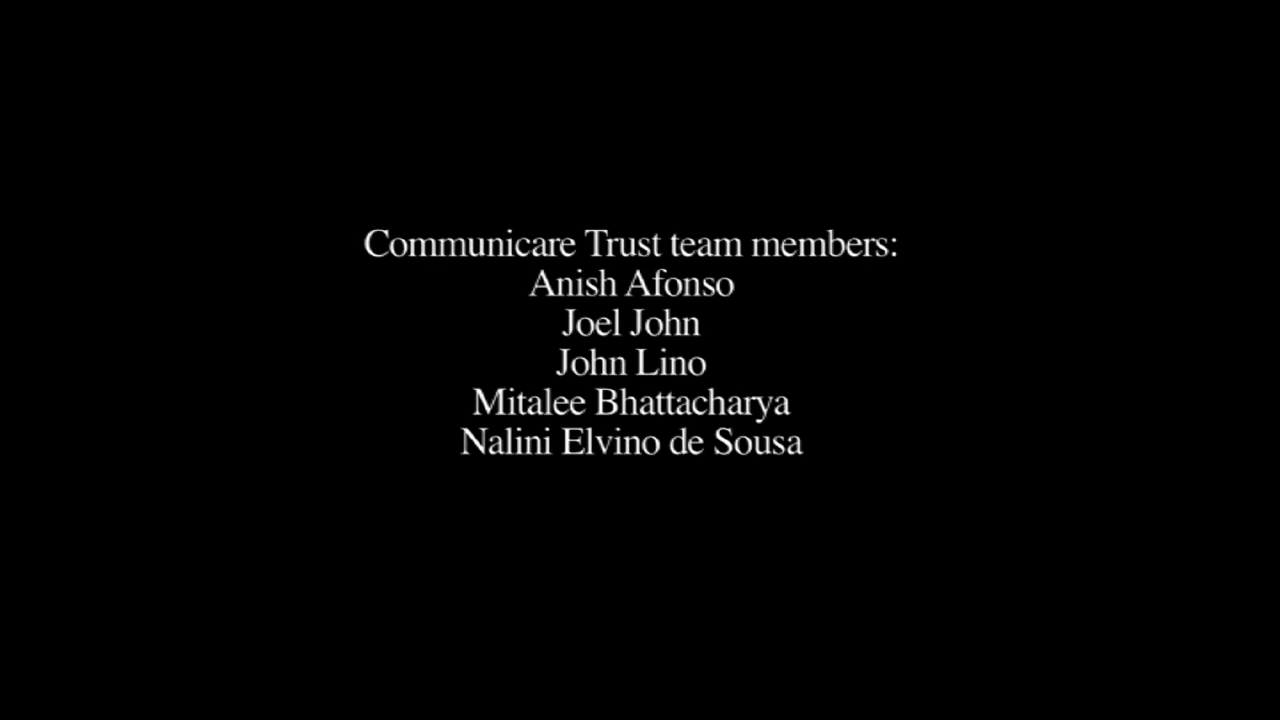 Communicare Trust team members:
Anish Afonso
Joel John
John Lino
Mitalee Bhattacharya
Nalini Elvino de Sousa